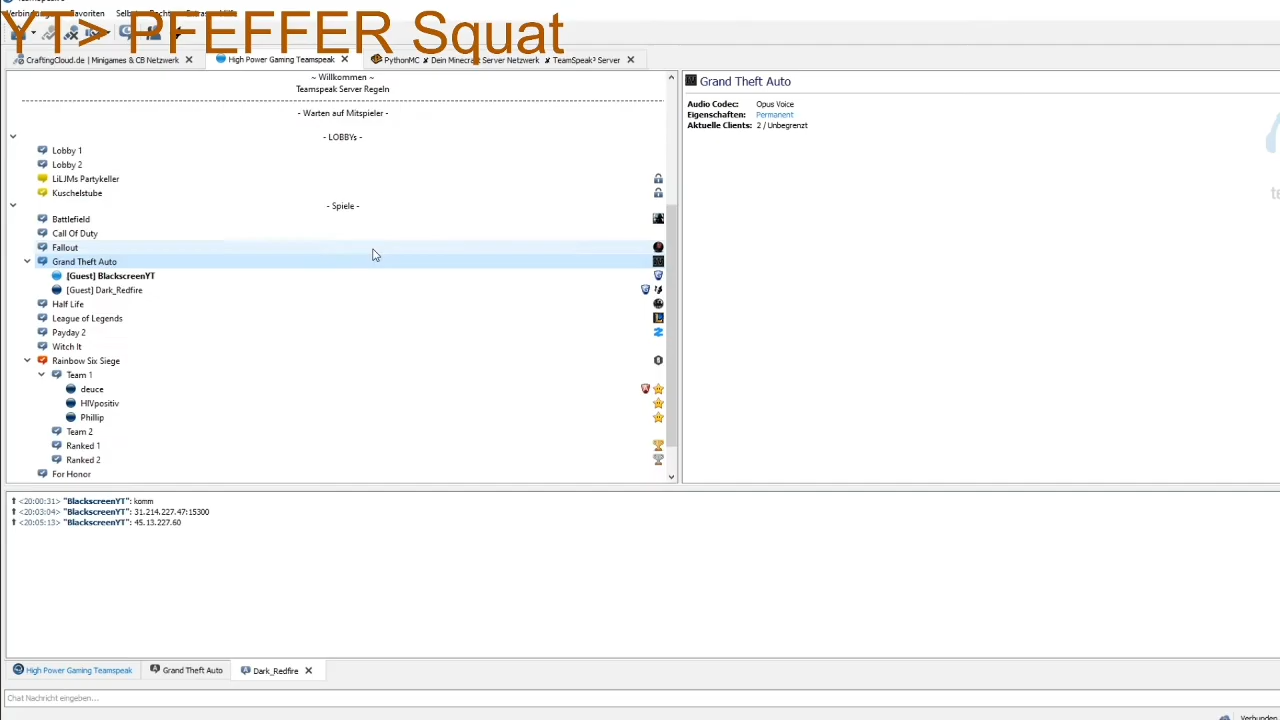 Verbindungen Favoriten Selbst Rechte Extras Hilfe
YT> PFEFFER Squat
CraftingCloud.de | Minigames & CB Netzwerk
High Power Gaming Teamspeak
PythonMC ✘ Dein Minecraft Server Netzwerk ✘ TeamSpeak³ Server
~ Willkommen ~
Teamspeak Server Regeln
- Warten auf Mitspieler -
- LOBBYs -
Lobby 1
Lobby 2
LiLJMs Partykeller
Kuschelstube
- Spiele -
Battlefield
Call Of Duty
Fallout
Grand Theft Auto
[Guest] BlackscreenYT
[Guest] Dark_Redfire
Half Life
League of Legends
Payday 2
Witch It
Rainbow Six Siege
Team 1
deuce
HIVpositiv
Phillip
Team 2
Ranked 1
Ranked 2
For Honor
Grand Theft Auto
Audio Codec: Opus Voice
Eigenschaften: Permanent
Aktuelle Clients: 2 / Unbegrenzt
<20:00:31> "BlackscreenYT": komm
<20:03:04> "BlackscreenYT": 31.214.227.47:15300
<20:05:13> "BlackscreenYT": 45.13.227.60
High Power Gaming Teamspeak
Grand Theft Auto
Dark_Redfire
Chat Nachricht eingeben...